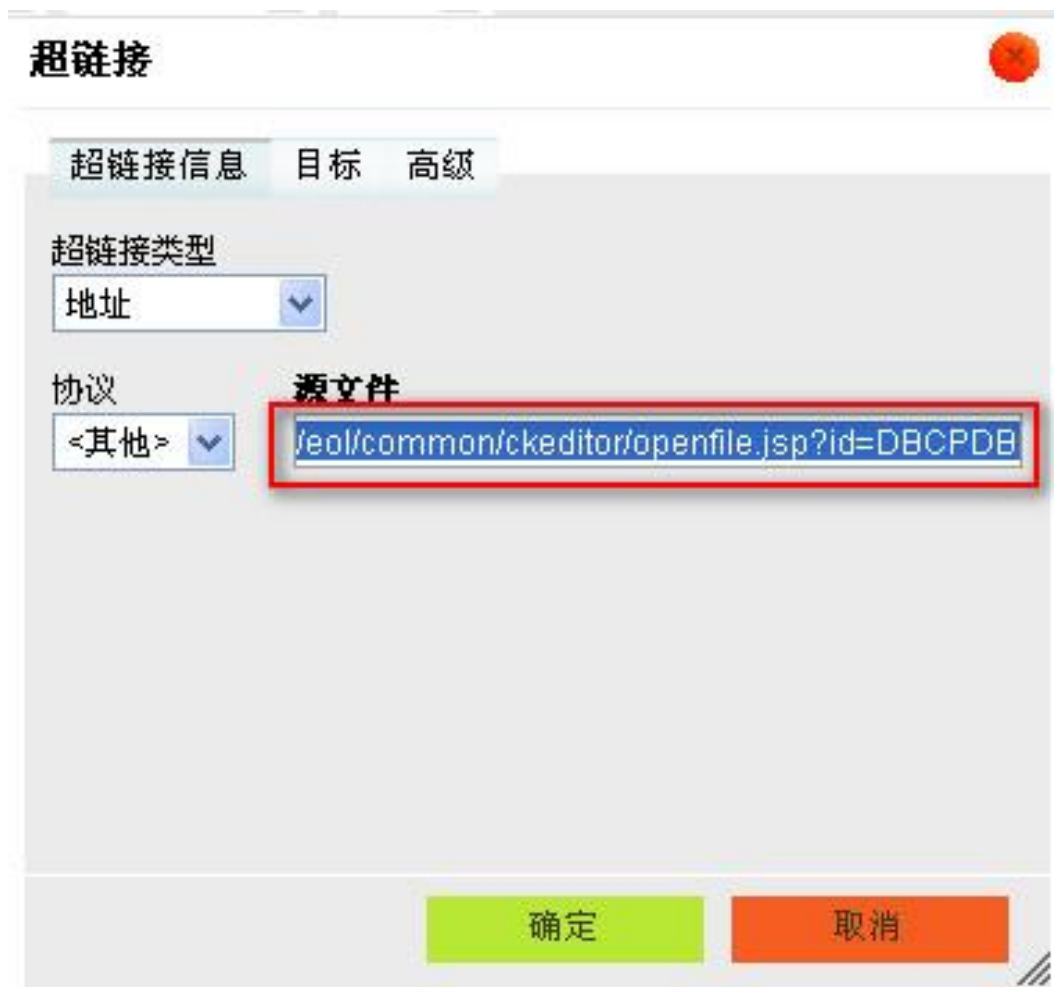 超链接
超链接信息 目标 高级
超链接类型
地址
协议 源文件
<其他> /eol/common/ckeditor/openfile.jsp?id=DBCPDB
确定 取消